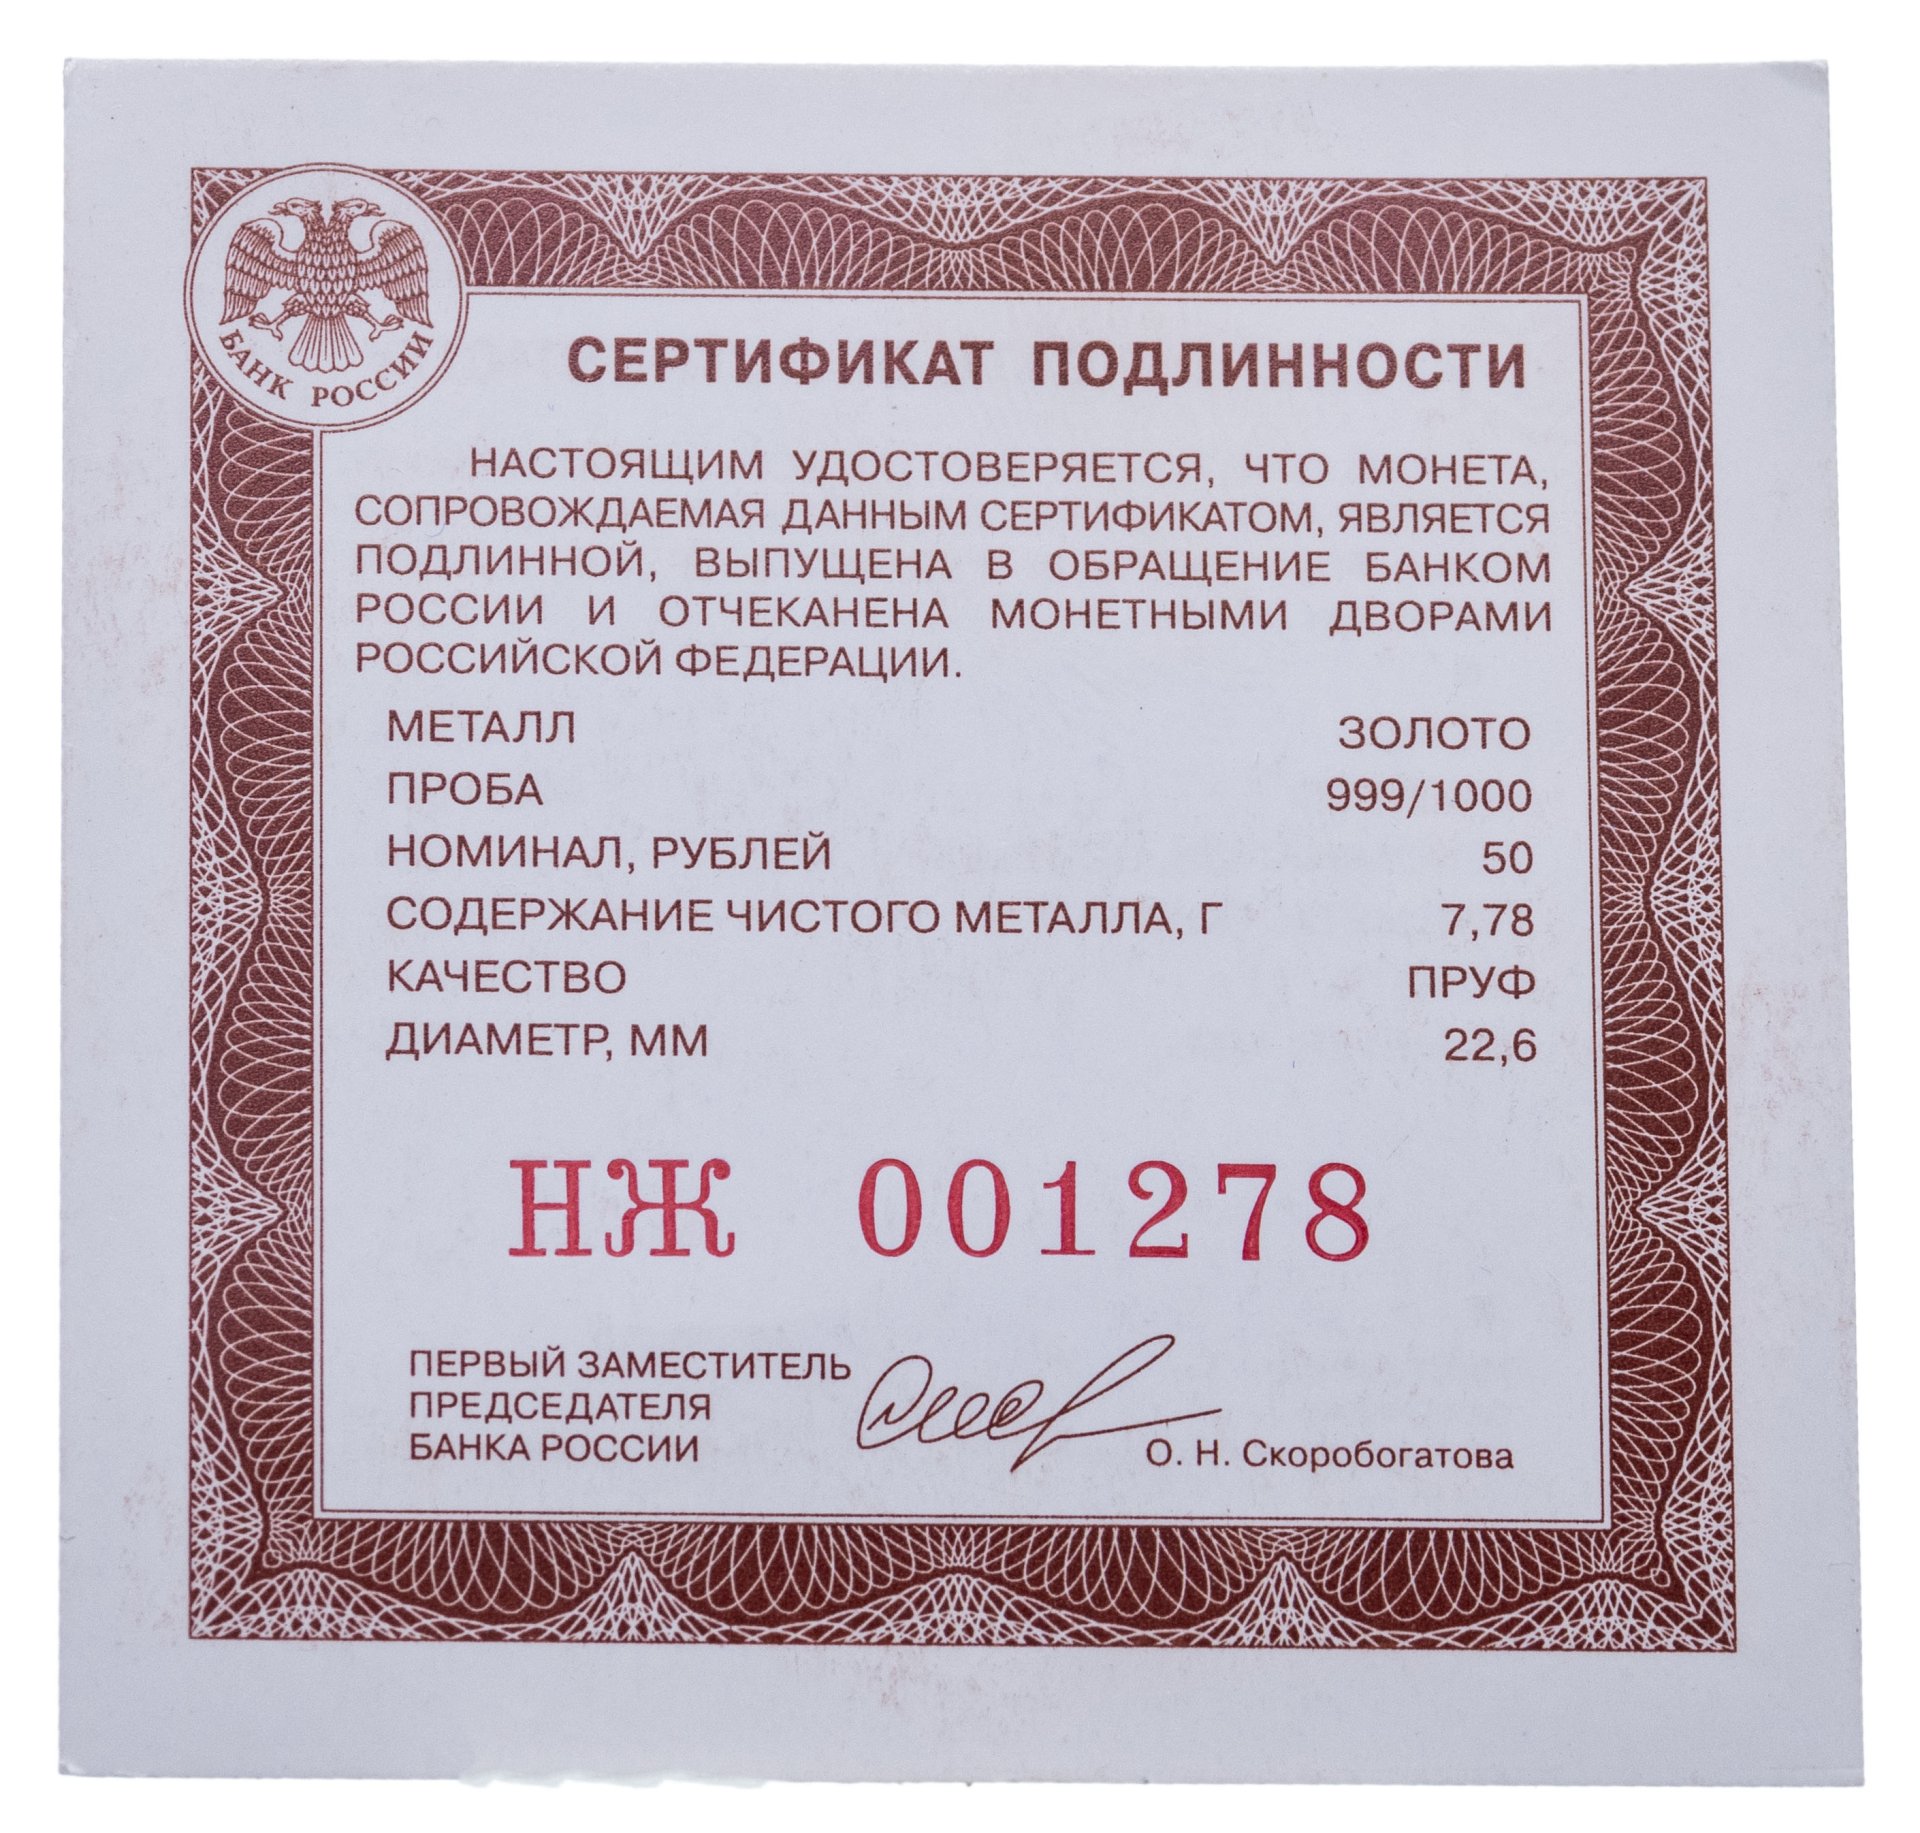 БАНК РОССИИ
СЕРТИФИКАТ ПОДЛИННОСТИ
НАСТОЯЩИМ УДОСТОВЕРЯЕТСЯ, ЧТО МОНЕТА,
СОПРОВОЖДАЕМАЯ ДАННЫМ СЕРТИФИКАТОМ, ЯВЛЯЕТСЯ
ПОДЛИННОЙ, ВЫПУЩЕНА В ОБРАЩЕНИЕ БАНКОМ
РОССИИ И ОТЧЕКАНЕНА МОНЕТНЫМИ ДВОРАМИ
РОССИЙСКОЙ ФЕДЕРАЦИИ.
МЕТАЛЛ ЗОЛОТО
ПРОБА 999/1000
НОМИНАЛ, РУБЛЕЙ 50
СОДЕРЖАНИЕ ЧИСТОГО МЕТАЛЛА, Г 7,78
КАЧЕСТВО ПРУФ
ДИАМЕТР, ММ 22,6
НЖ 001278
ПЕРВЫЙ ЗАМЕСТИТЕЛЬ
ПРЕДСЕДАТЕЛЯ
БАНКА РОССИИ
О. Н. Скоробогатова